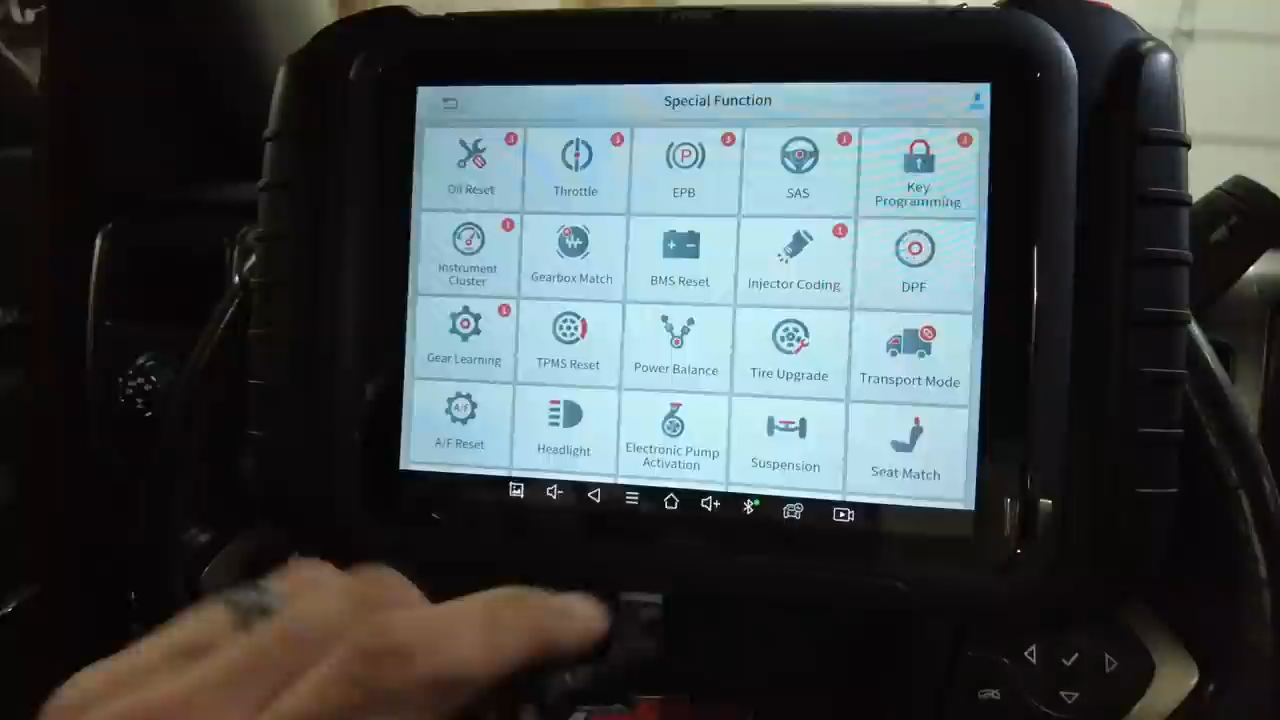 Special Function
Oil Reset
Throttle
EPB
SAS
Key
Programming
Instrument
Cluster
Gearbox Match
BMS Reset
Injector Coding
DPF
Gear Learning
TPMS Reset
Power Balance
Tire Upgrade
Transport Mode
A/F
A/F Reset
Headlight
Electronic Pump
Activation
Suspension
Seat Match